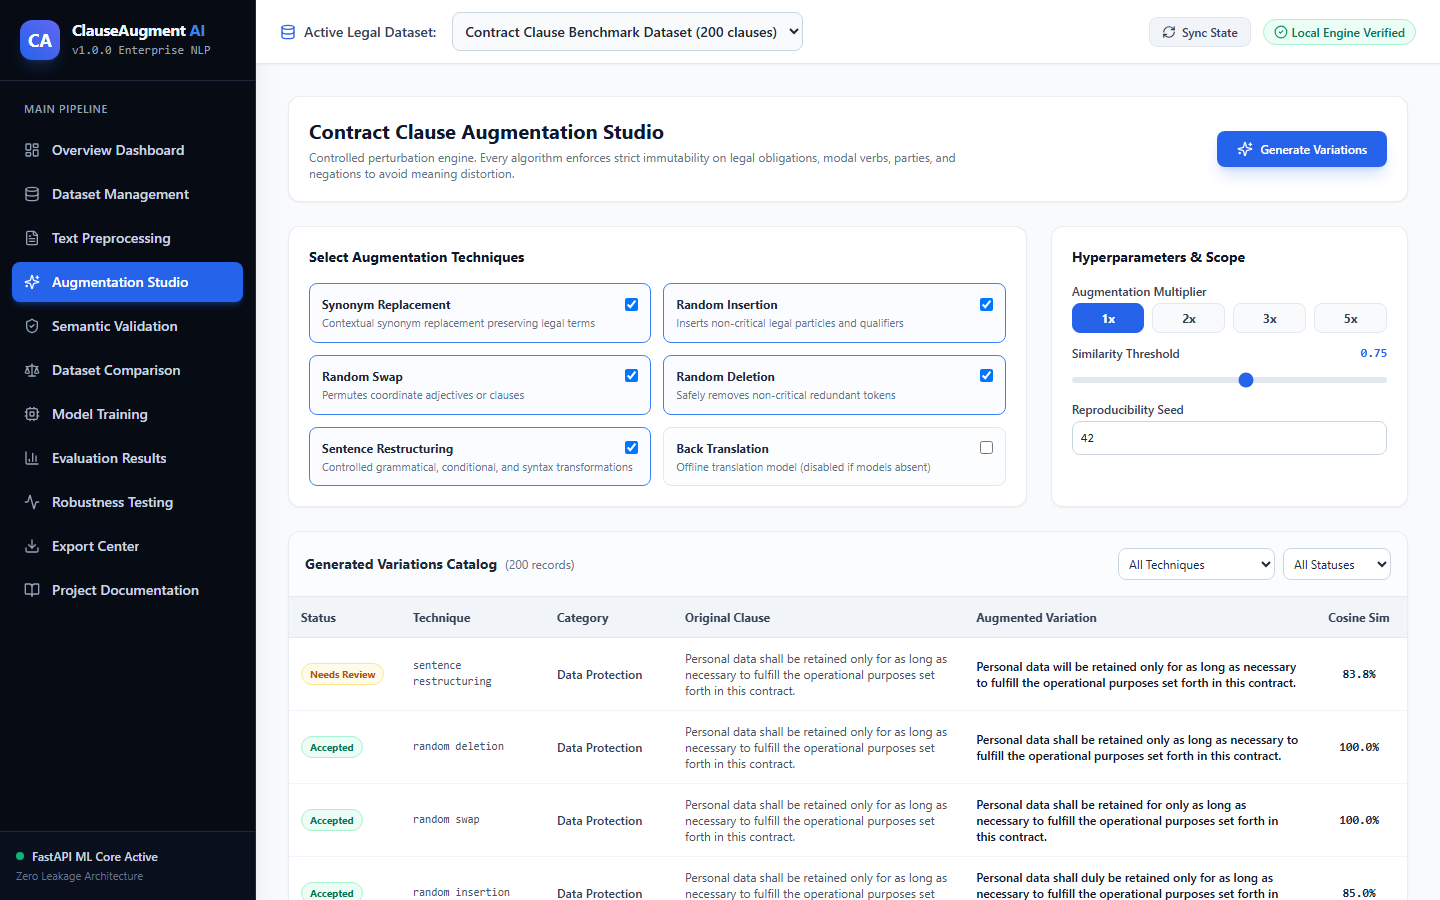 CA
ClauseAugment AI
v1.0.0 Enterprise NLP
MAIN PIPELINE
Overview Dashboard
Dataset Management
Text Preprocessing
Augmentation Studio
Semantic Validation
Dataset Comparison
Model Training
Evaluation Results
Robustness Testing
Export Center
Project Documentation
FastAPI ML Core Active
Zero Leakage Architecture
Active Legal Dataset:
Contract Clause Benchmark Dataset (200 clauses)
Sync State
Local Engine Verified
Contract Clause Augmentation Studio
Controlled perturbation engine. Every algorithm enforces strict immutability on legal obligations, modal verbs, parties, and
negations to avoid meaning distortion.
Generate Variations
Select Augmentation Techniques
Synonym Replacement
Contextual synonym replacement preserving legal terms
Random Insertion
Inserts non-critical legal particles and qualifiers
Random Swap
Permutes coordinate adjectives or clauses
Random Deletion
Safely removes non-critical redundant tokens
Sentence Restructuring
Controlled grammatical, conditional, and syntax transformations
Back Translation
Offline translation model (disabled if models absent)
Hyperparameters & Scope
Augmentation Multiplier
1x 2x 3x 5x
Similarity Threshold 0.75
Reproducibility Seed
42
Generated Variations Catalog (200 records)
All Techniques
All Statuses
Status Technique Category Original Clause Augmented Variation Cosine Sim
Needs Review
sentence
restructuring
Data Protection
Personal data shall be retained only for as long as
necessary to fulfill the operational purposes set
forth in this contract.
Personal data will be retained only for as long as necessary
to fulfill the operational purposes set forth in this contract.
83.8%
Accepted
random deletion
Data Protection
Personal data shall be retained only for as long as
necessary to fulfill the operational purposes set
forth in this contract.
Personal data shall be retained only as long as necessary to
fulfill the operational purposes set forth in this contract.
100.0%
Accepted
random swap
Data Protection
Personal data shall be retained only for as long as
necessary to fulfill the operational purposes set
forth in this contract.
Personal data shall be retained for only as long as
necessary to fulfill the operational purposes set forth in
this contract.
100.0%
Accepted
random insertion
Data Protection
Personal data shall be retained only for as long as
necessary to fulfill the operational purposes set
Personal data shall duly be retained only for as long as
necessary to fulfill the operational purposes set forth in
85.0%